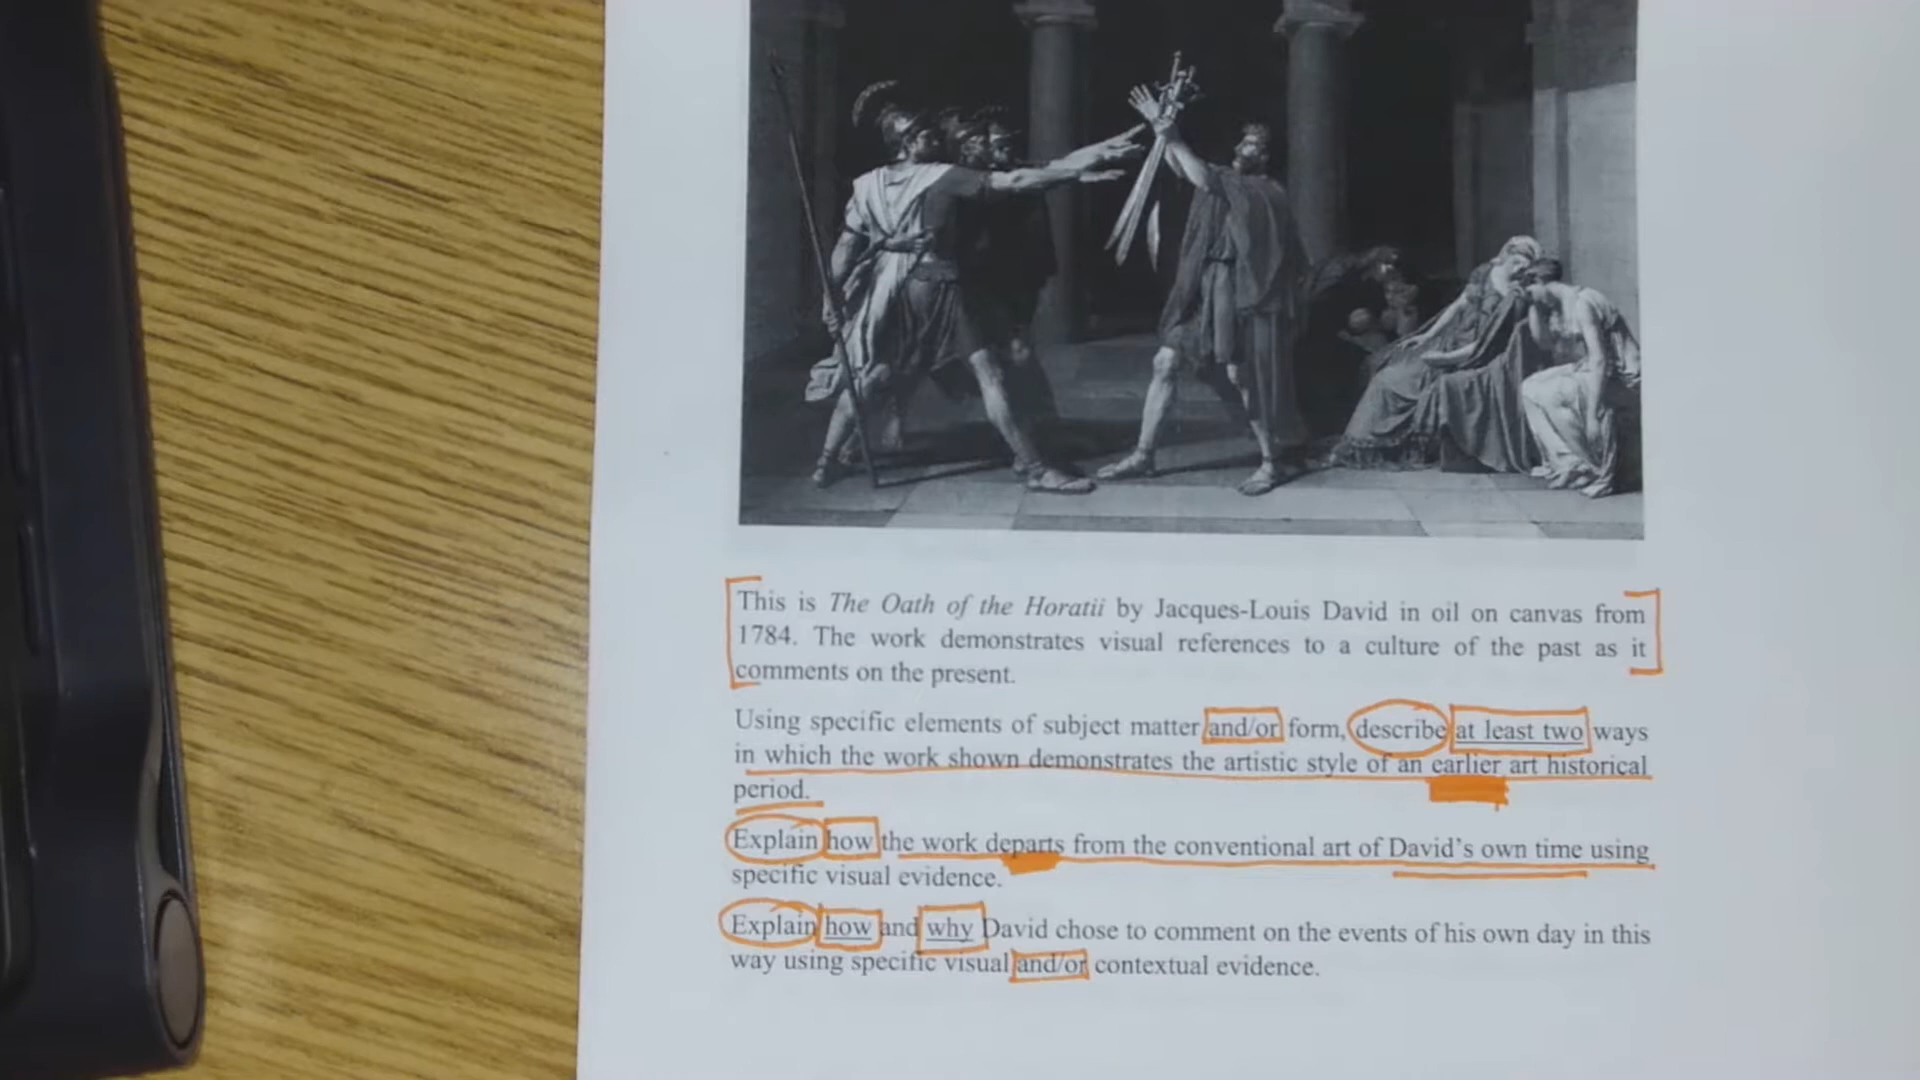 This is The Oath of the Horatii by Jacques-Louis David in oil on canvas from
1784. The work demonstrates visual references to a culture of the past as it
comments on the present.
Using specific elements of subject matter and/or form, describe at least two ways
in which the work shown demonstrates the artistic style of an earlier art historical
period.
Explain how the work departs from the conventional art of David's own time using
specific visual evidence.
Explain how and why David chose to comment on the events of his own day in this
way using specific visual and/or contextual evidence.